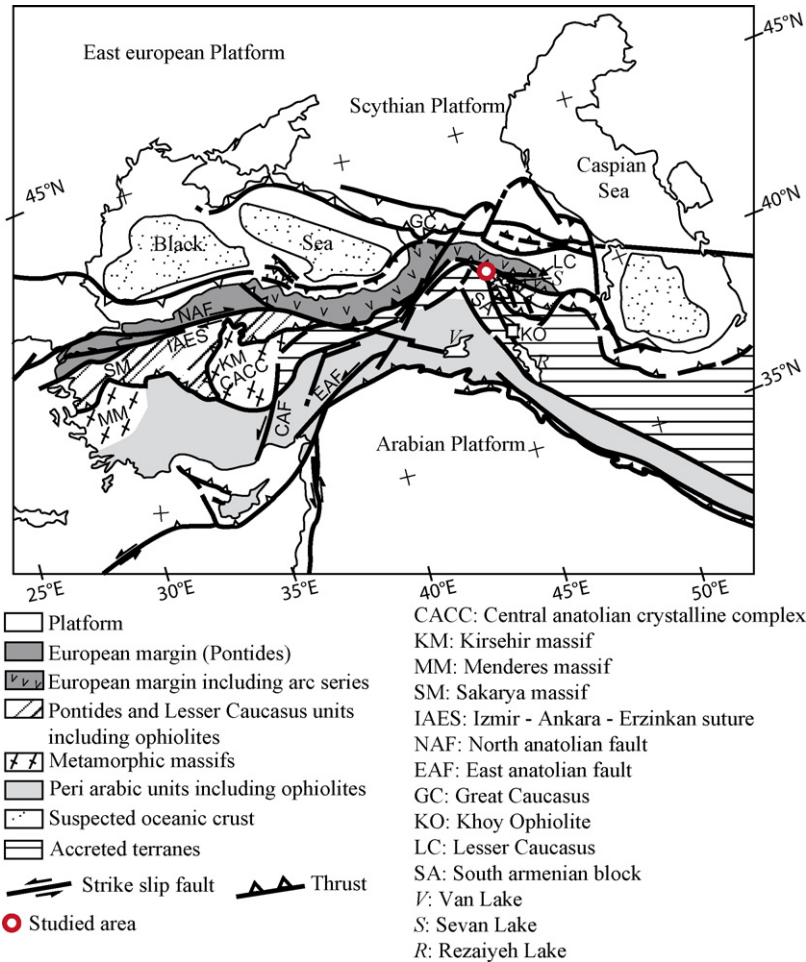 45°N
East european Platform
Scythian Platform
Caspian
Sea
45°N
40°N
GC
Black
Sea
LC
S
NAF
SA
IAES
KO
V
KM
R
SM
CACC
35°N
EAF
MM
CAF
Arabian Platform
25°E
30°E
35°E
40°E
45°E
50°E
Platform
European margin (Pontides)
European margin including arc series
Pontides and Lesser Caucasus units
including ophiolites
Metamorphic massifs
Peri arabic units including ophiolites
Suspected oceanic crust
Accreted terranes
Strike slip fault
Thrust
Studied area
CACC: Central anatolian crystalline complex
KM: Kirsehir massif
MM: Menderes massif
SM: Sakarya massif
IAES: Izmir - Ankara - Erzinkan suture
NAF: North anatolian fault
EAF: East anatolian fault
GC: Great Caucasus
KO: Khoy Ophiolite
LC: Lesser Caucasus
SA: South armenian block
V: Van Lake
S: Sevan Lake
R: Rezaiyeh Lake